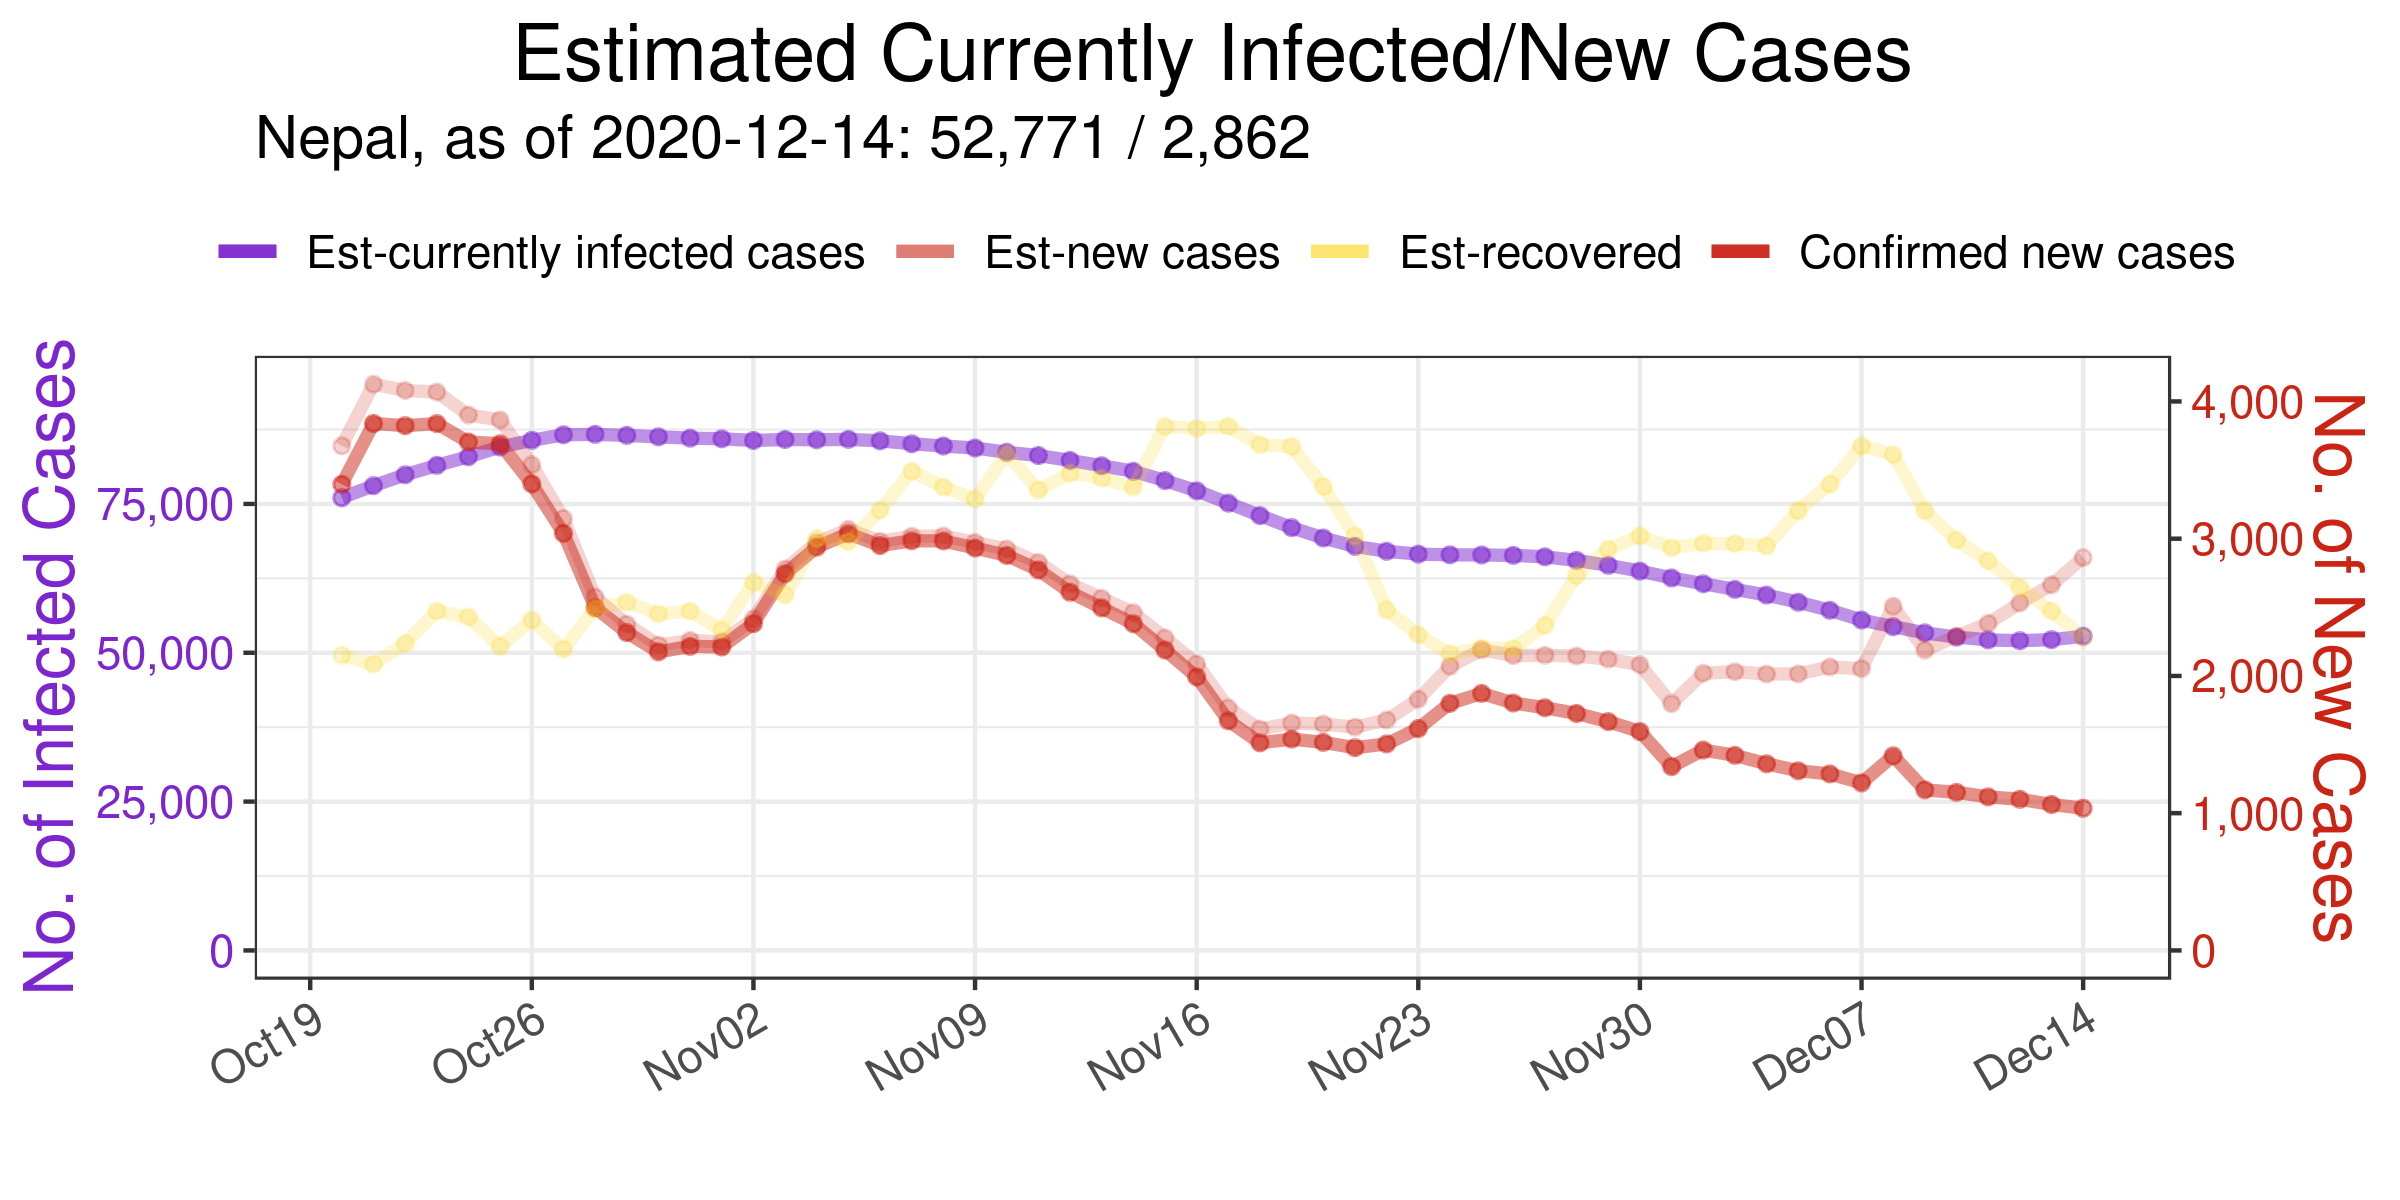 Estimated Currently Infected/New Cases
Nepal, as of 2020-12-14: 52,771 / 2,862
Est-currently infected cases Est-new cases Est-recovered Confirmed new cases
No. of Infected Cases
75,000
50,000
25,000
0
4,000
3,000
2,000
1,000
0
No. of New Cases
Oct19 Oct26 Nov02 Nov09 Nov16 Nov23 Nov30 Dec07 Dec14